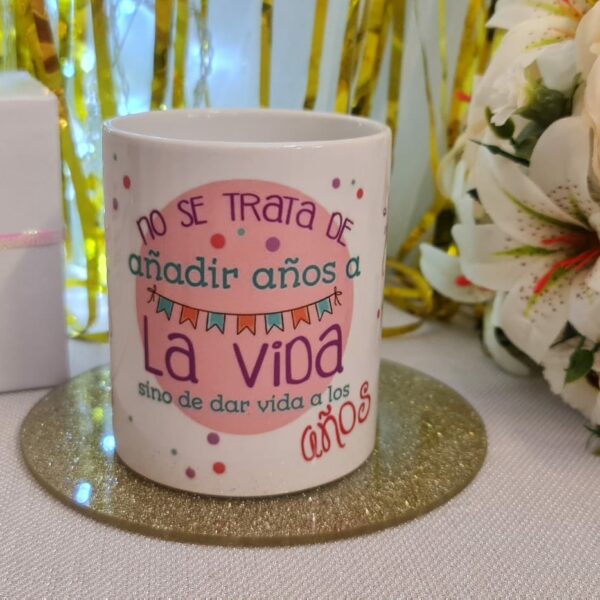 NO SE TRATA DE
añadir años a
LA ViDA
sino de dar vida a los
años